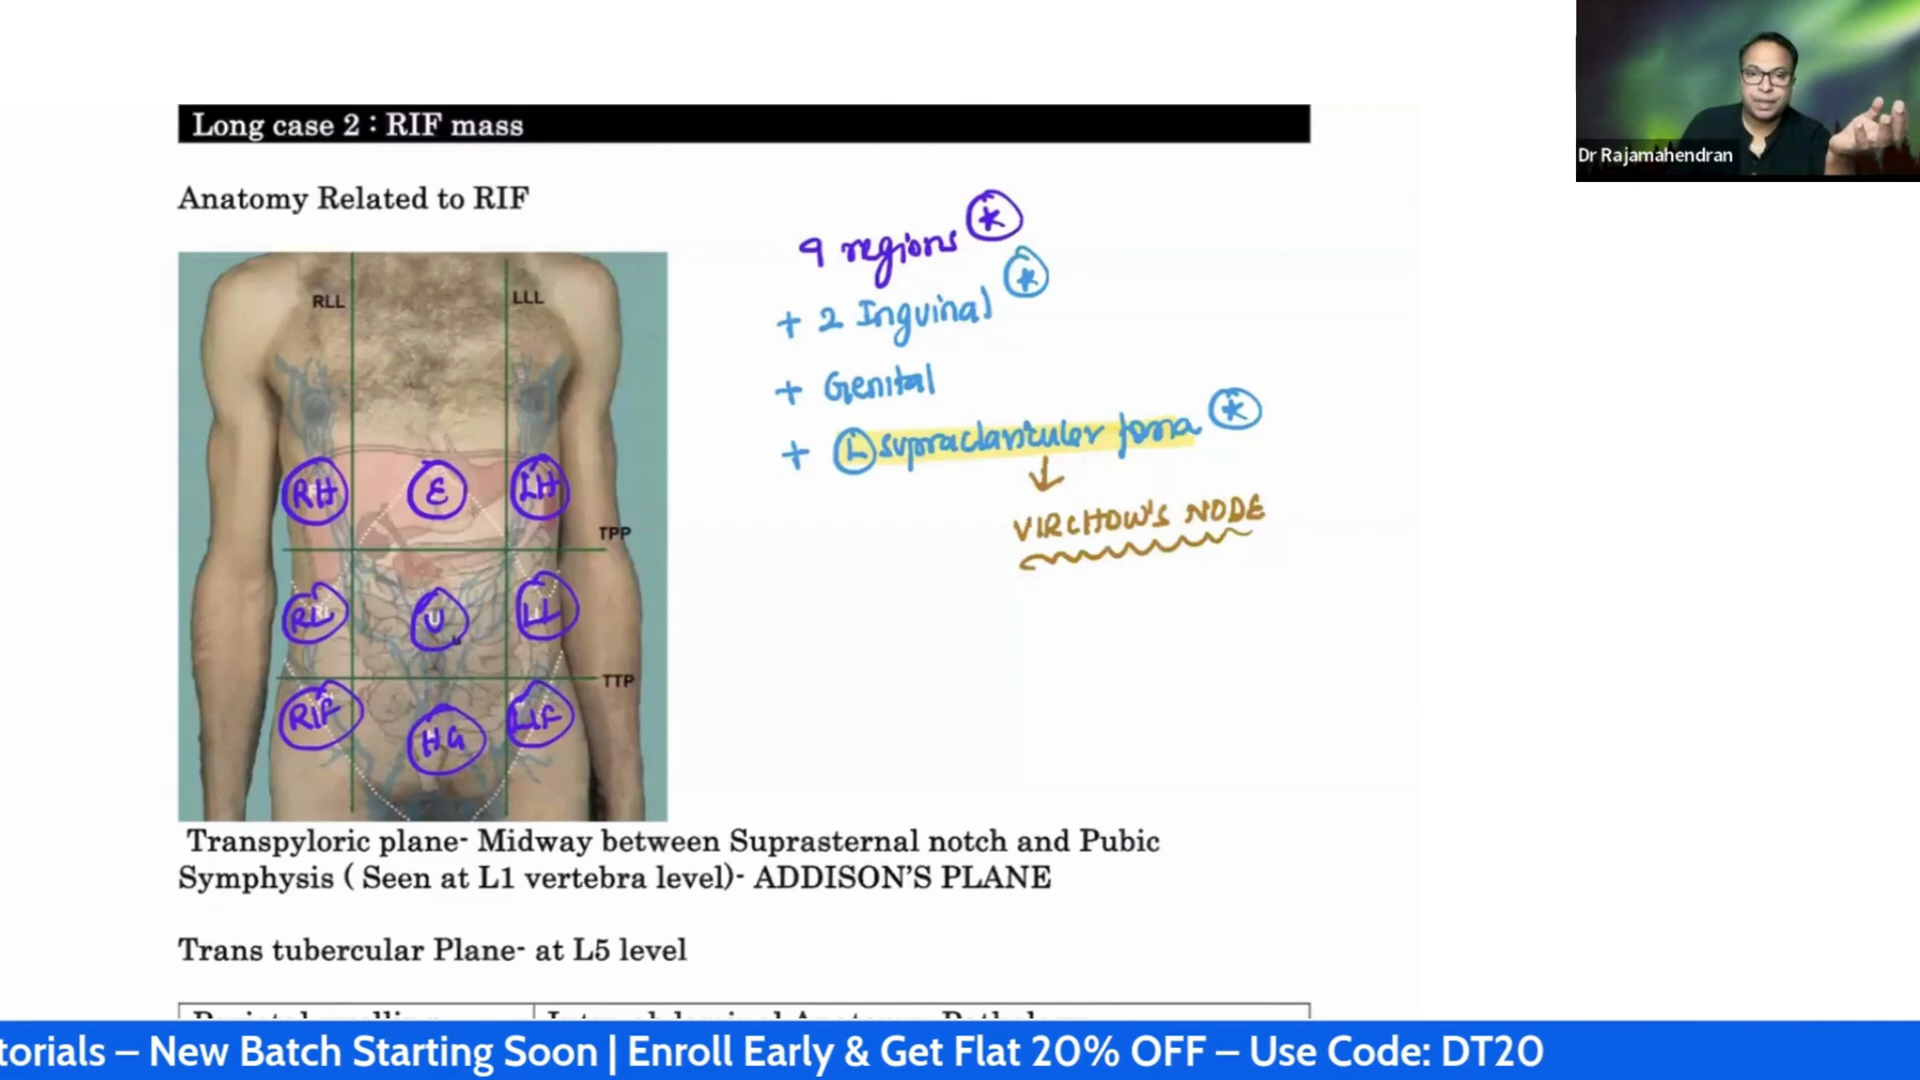 Dr Rajamahendran
Long case 2 : RIF mass
Anatomy Related to RIF
9 regions *
+ 2 Inguinal *
+ Genital
+ L supraclavicular fossa *
↓
VIRCHOW'S NODE
RLL
LLL
RH
E
LH
TPP
RL
U
LL
TTP
RIF
HG
LIF
Transpyloric plane- Midway between Suprasternal notch and Pubic
Symphysis ( Seen at L1 vertebra level)- ADDISON'S PLANE
Trans tubercular Plane- at L5 level
torials – New Batch Starting Soon | Enroll Early & Get Flat 20% OFF – Use Code: DT20